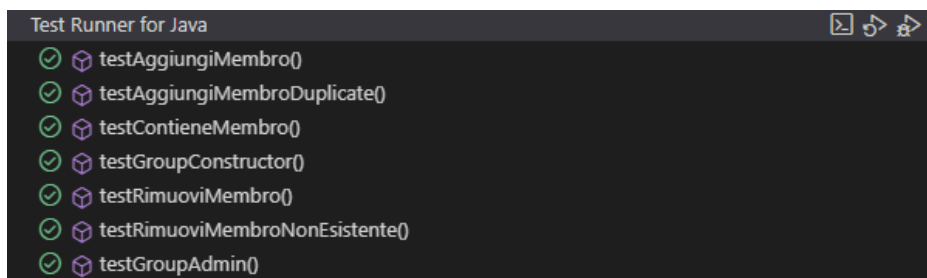 Test Runner for Java
testAggiungiMembro()
testAggiungiMembroDuplicate()
testContieneMembro()
testGroupConstructor()
testRimuoviMembro()
testRimuoviMembroNonEsistente()
testGroupAdmin()